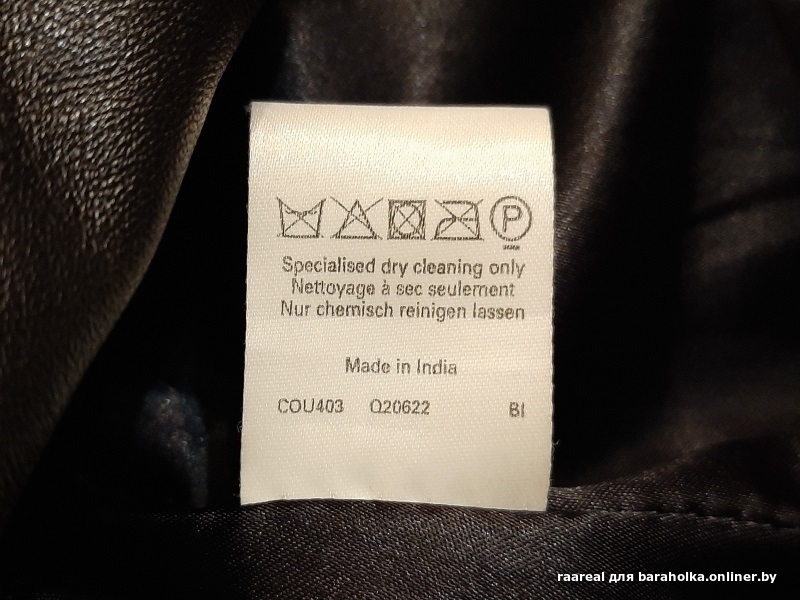 P
Specialised dry cleaning only
Nettoyage à sec seulement
Nur chemisch reinigen lassen
Made in India
COU403 Q20622 BI
raareal для baraholka.onliner.by